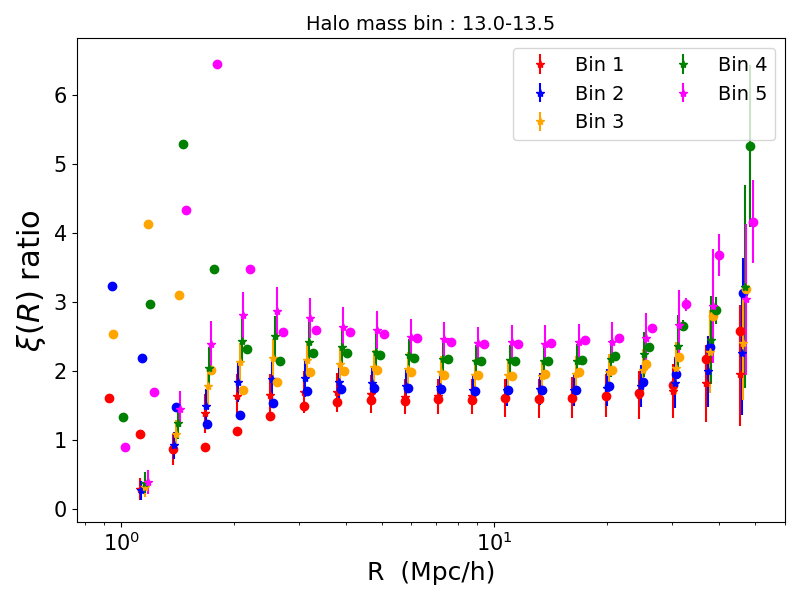 Halo mass bin : 13.0-13.5
ξ(R) ratio
6
5
4
3
2
1
0
Bin 1
Bin 2
Bin 3
Bin 4
Bin 5
10⁰
10¹
R (Mpc/h)